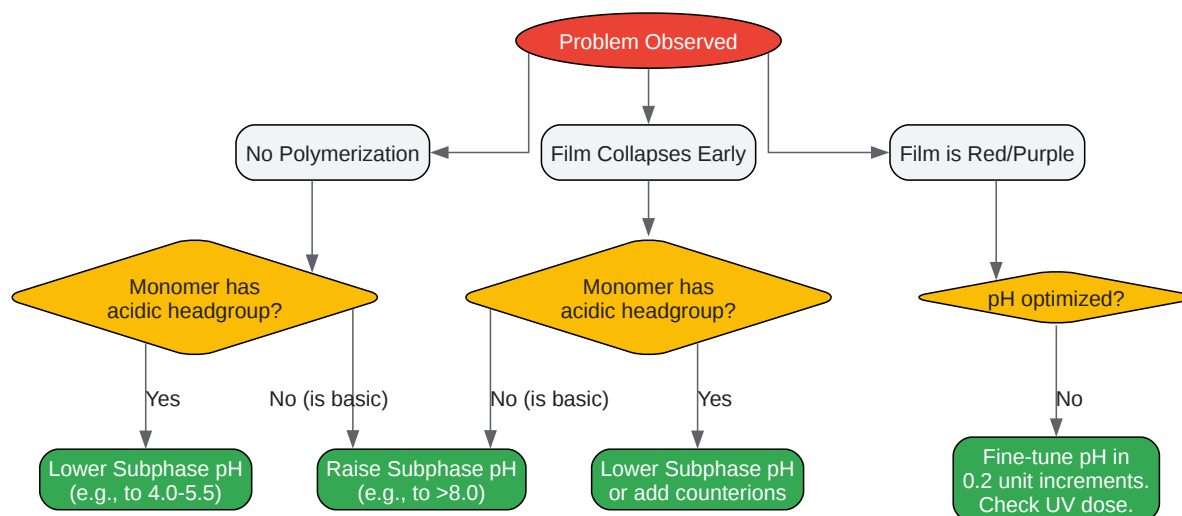 Problem Observed
No Polymerization
Film Collapses Early
Film is Red/Purple
Monomer has
acidic headgroup?
Monomer has
acidic headgroup?
pH optimized?
Yes
No (is basic)
No (is basic)
Yes
No
Lower Subphase pH
(e.g., to 4.0-5.5)
Raise Subphase pH
(e.g., to >8.0)
Lower Subphase pH
or add counterions
Fine-tune pH in
0.2 unit increments.
Check UV dose.